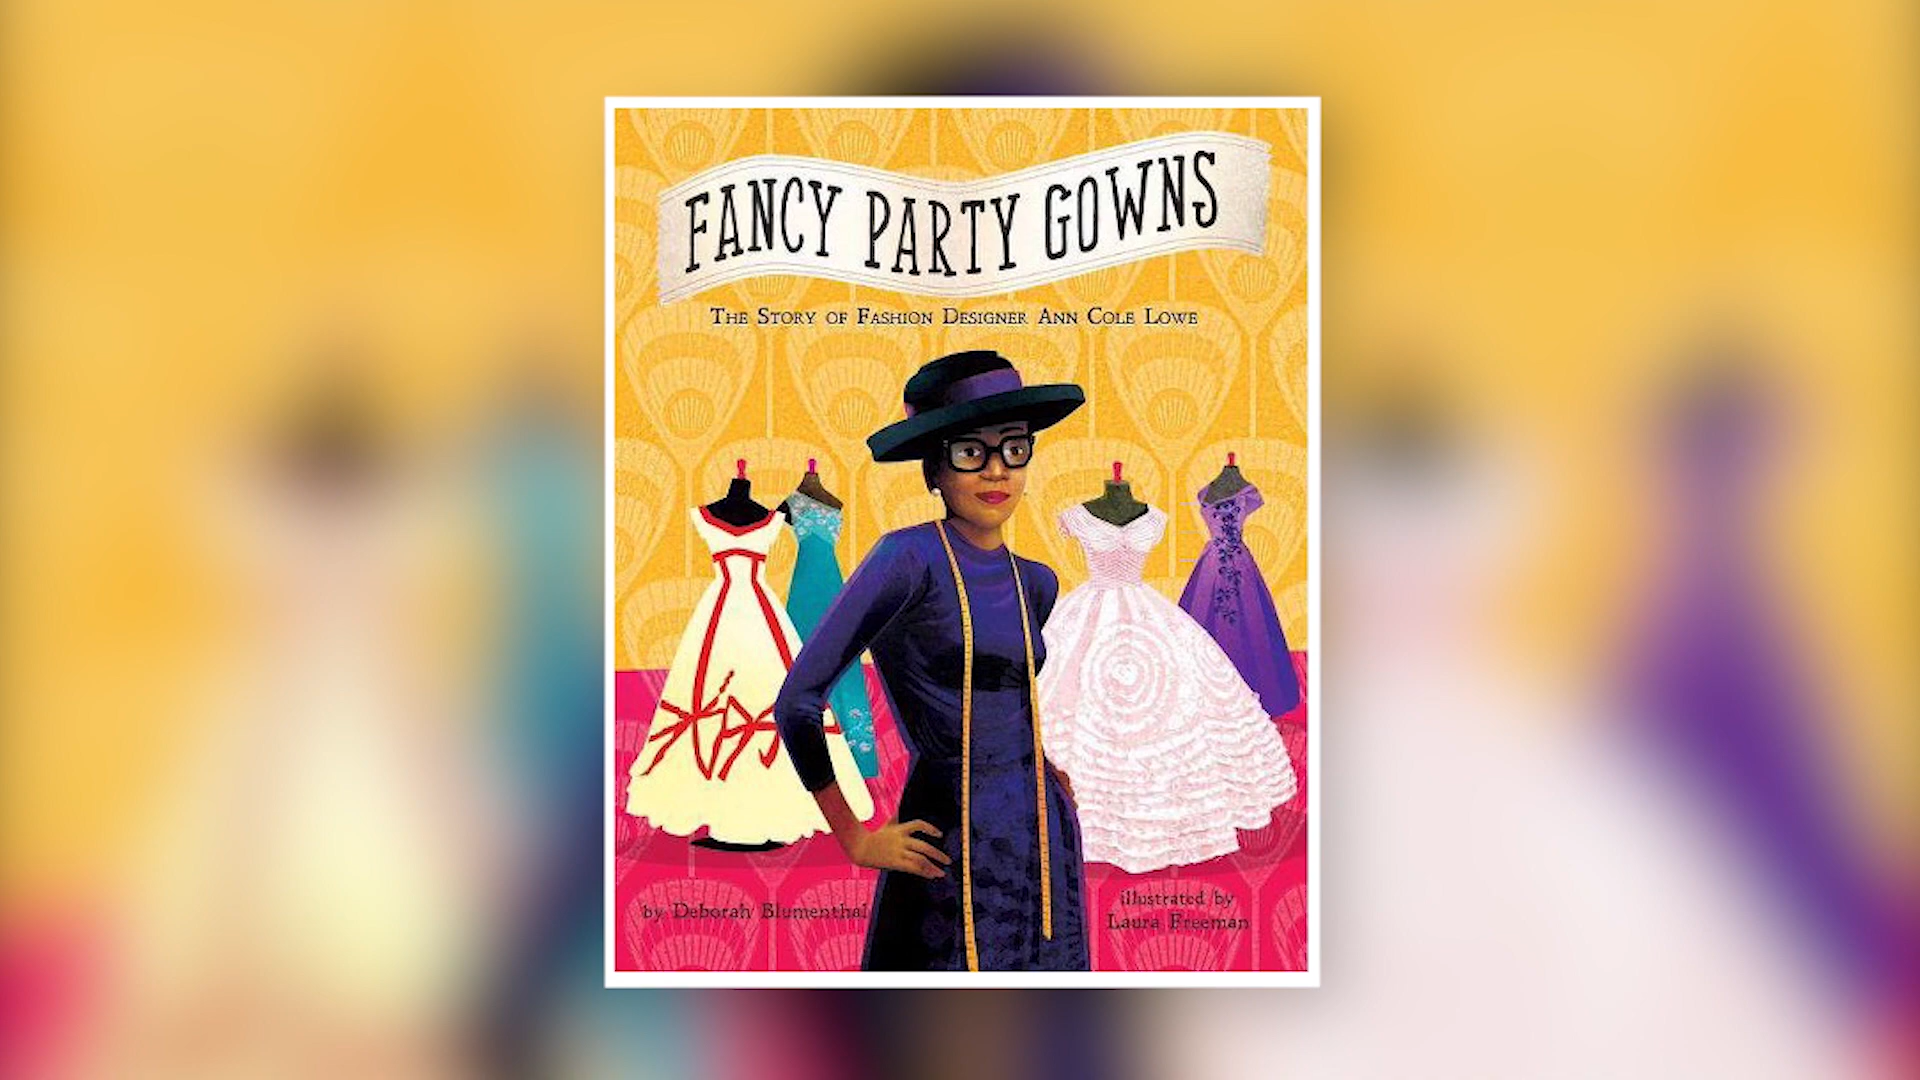 FANCY PARTY GOWNS
THE STORY OF FASHION DESIGNER ANN COLE LOWE
by Deborah Blumenthal
illustrated by
Laura Freeman